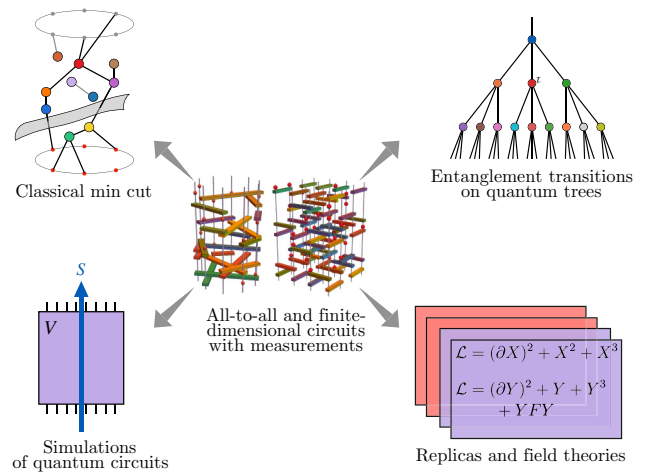 Classical min cut
Entanglement transitions
on quantum trees
S
V
All-to-all and finite-
dimensional circuits
with measurements
Simulations
of quantum circuits
ℒ = (∂X)² + X² + X³
ℒ = (∂Y)² + Y + Y³
+ YFY
Replicas and field theories